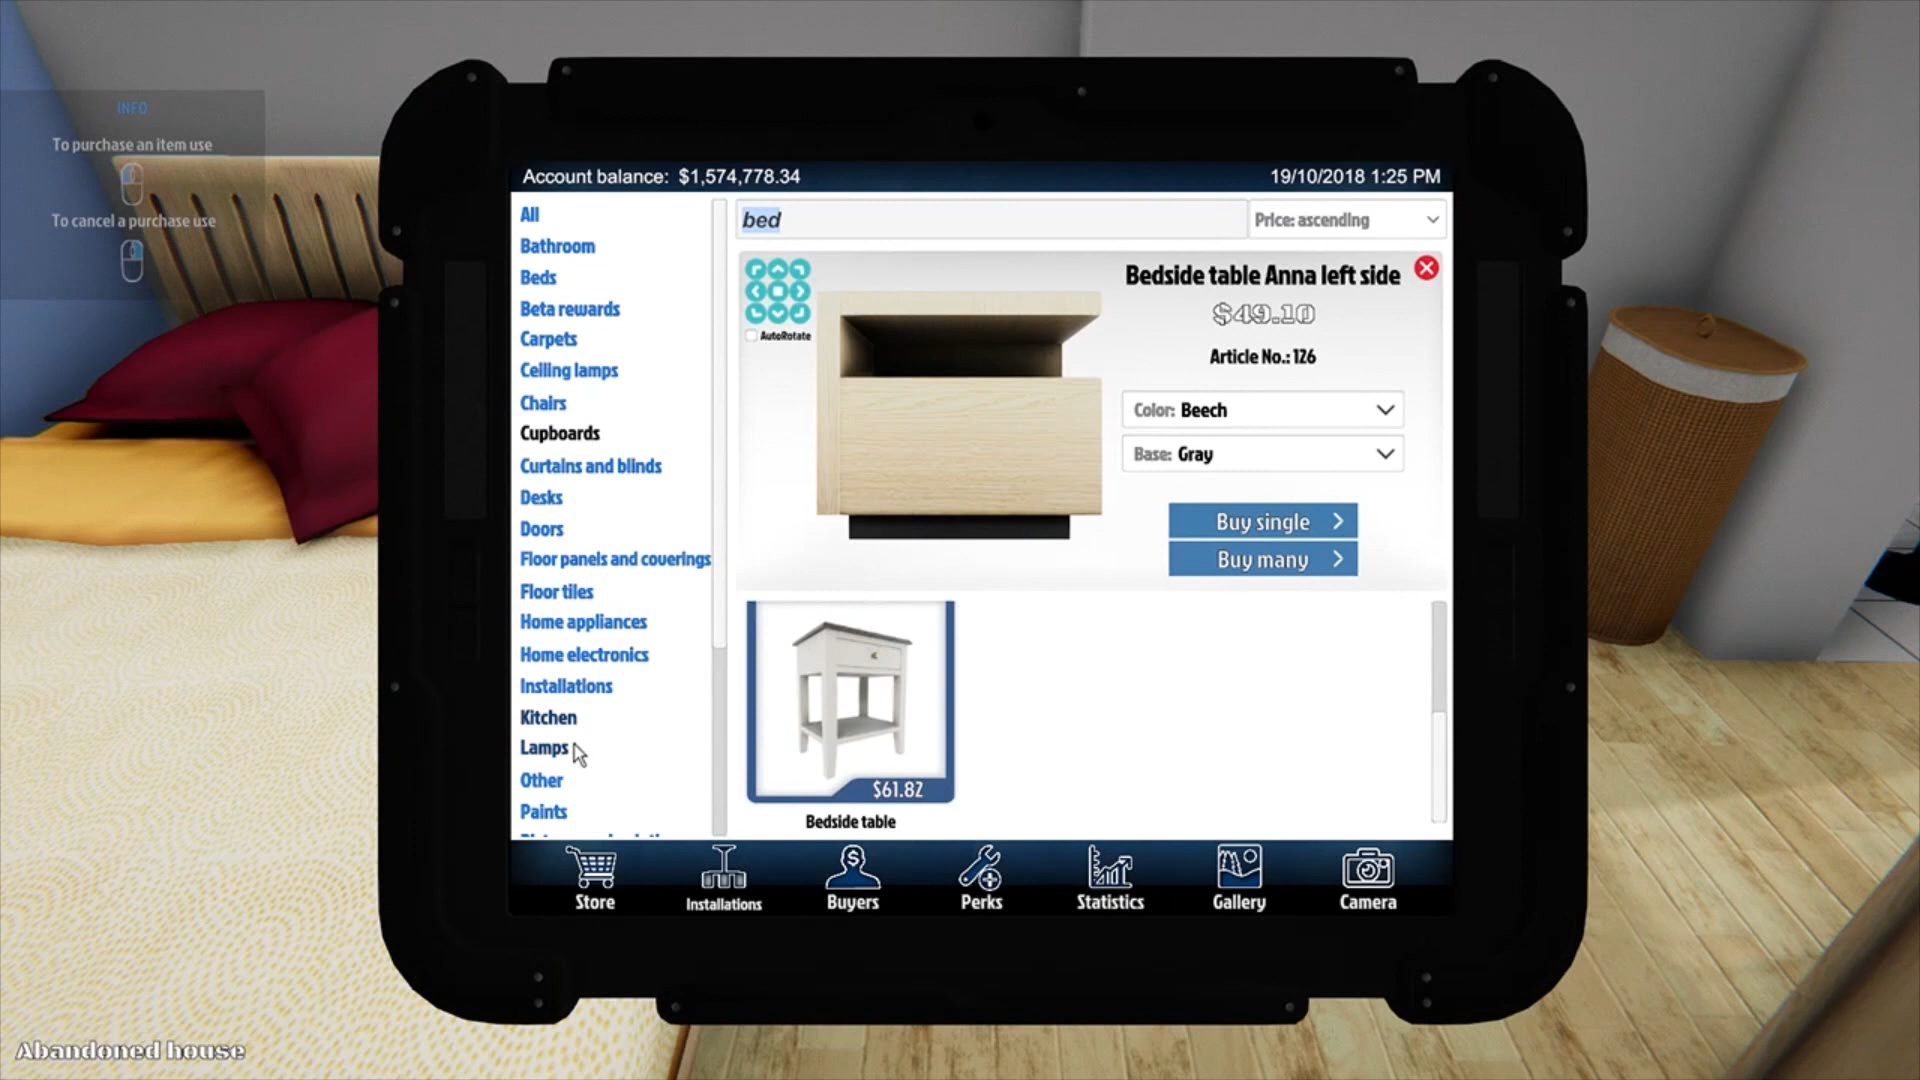 INFO
To purchase an item use
To cancel a purchase use
Account balance: $1,574,778.34
19/10/2018 1:25 PM
All
Bathroom
Beds
Beta rewards
Carpets
Ceiling lamps
Chairs
Cupboards
Curtains and blinds
Desks
Doors
Floor panels and coverings
Floor tiles
Home appliances
Home electronics
Installations
Kitchen
Lamps
Other
Paints
bed
Price: ascending
AutoRotate
Bedside table Anna left side
$49.10
Article No.: 126
Color: Beech
Base: Gray
Buy single
Buy many
$61.82
Bedside table
Store
Installations
Buyers
Perks
Statistics
Gallery
Camera
Abandoned house